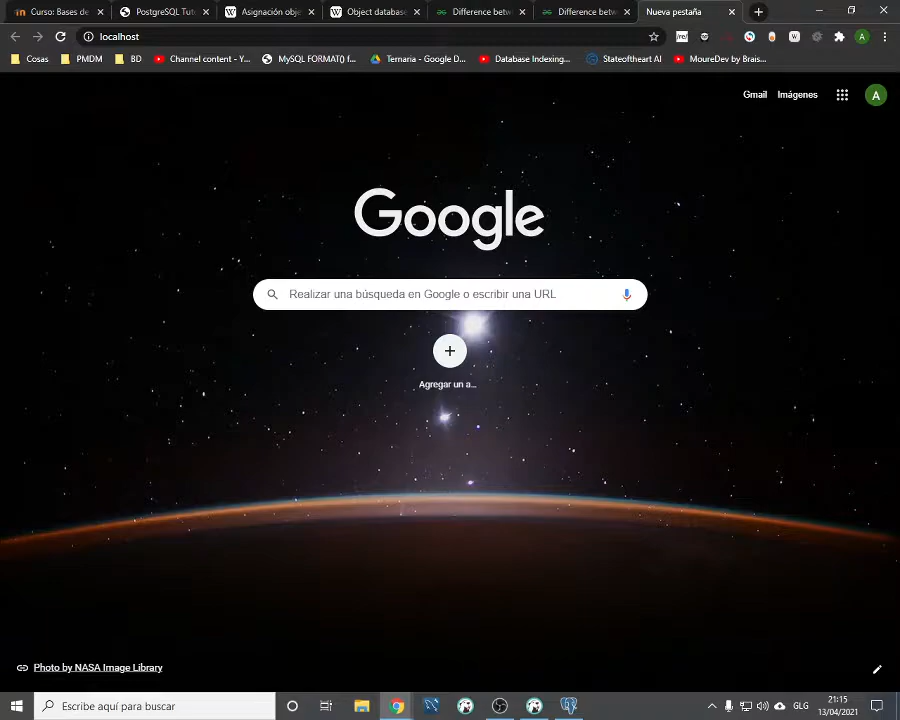 Curso: Bases de
PostgreSQL Tut
Asignación obje
Object database
Difference betw
Difference betw
Nueva pestaña
localhost
Cosas
PMDM
BD
Channel content - Y...
MySQL FORMAT() f...
Ternaria - Google D...
Database Indexing...
Stateoftheart AI
MoureDev by Brais...
Gmail
Imágenes
A
A
Google
Realizar una búsqueda en Google o escribir una URL
Agregar un a...
Photo by NASA Image Library
Escribe aquí para buscar
GLG
21:15
13/04/2021